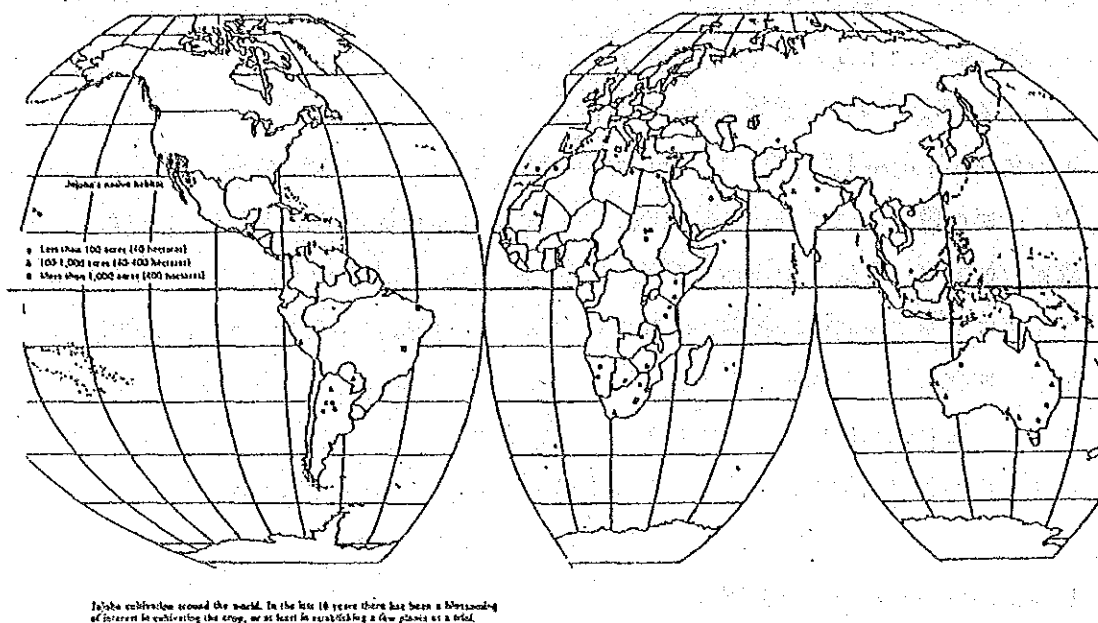 Jojoba's native habitat
Less than 100 acres (40 hectares)
100-1,000 acres (40-400 hectares)
More than 1,000 acres (400 hectares)
Jojoba cultivation around the world. In the last 10 years there has been a blossoming
of interest in cultivating the crop, or at least in establishing a few plants as a trial.